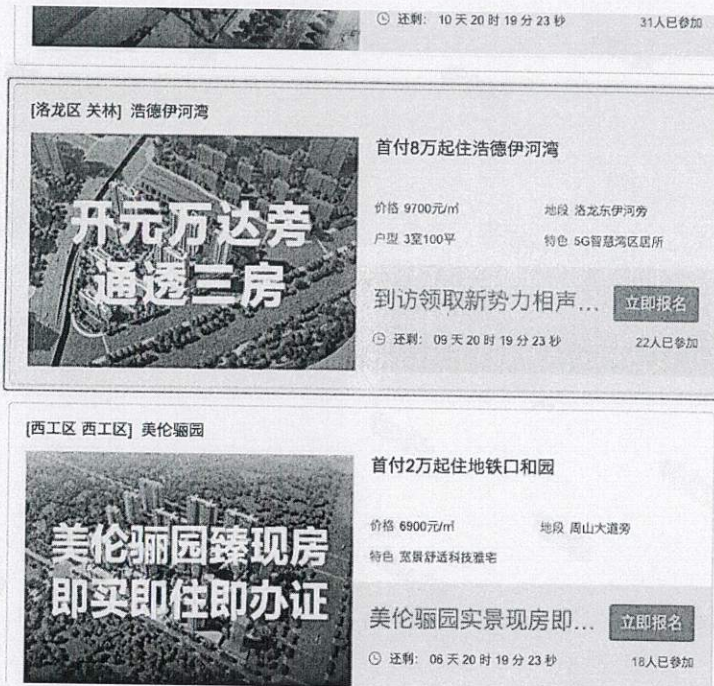 还剩: 10 天 20 时 19 分 23 秒 31人已参加
[洛龙区 关林] 浩德伊河湾
开元万达旁
通透三房
首付8万起住浩德伊河湾
价格 9700元/㎡ 地段 洛龙东伊河旁
户型 3室100平 特色 5G智慧湾区居所
到访领取新势力相声... 立即报名
还剩: 09 天 20 时 19 分 23 秒 22人已参加
[西工区 西工区] 美伦骊园
美伦骊园臻现房
即买即住即办证
首付2万起住地铁口和园
价格 6900元/㎡ 地段 周山大道旁
特色 宽景舒适科技雅宅
美伦骊园实景现房即... 立即报名
还剩: 06 天 20 时 19 分 23 秒 18人已参加